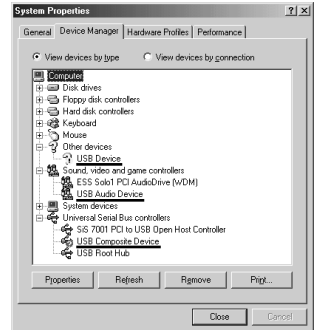 System Properties
General Device Manager Hardware Profiles Performance
View devices by type View devices by connection
Computer
Disk drives
Floppy disk controllers
Hard disk controllers
Keyboard
Mouse
Other devices
USB Device
Sound, video and game controllers
ESS Solo1 PCI AudioDrive (WDM)
USB Audio Device
System devices
Universal Serial Bus controllers
SiS 7001 PCI to USB Open Host Controller
USB Composite Device
USB Root Hub
Properties Refresh Remove Print...
Close Cancel